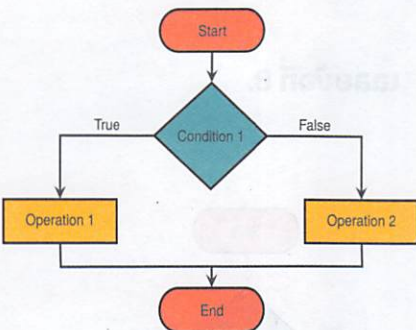 Start
Condition 1
True
False
Operation 1
Operation 2
End